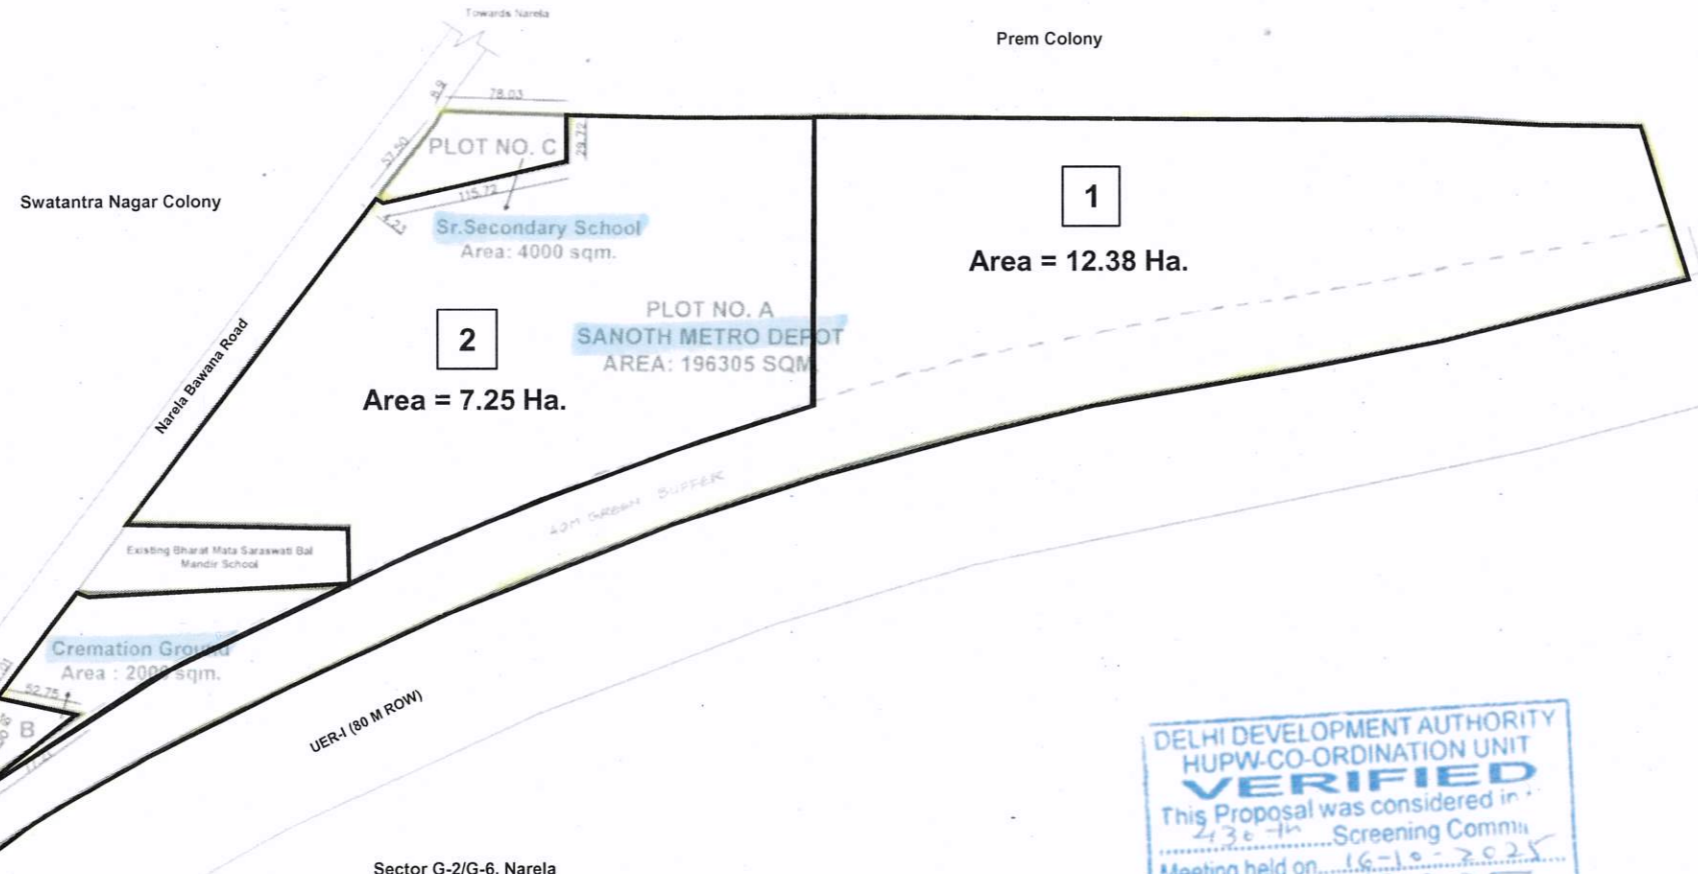 Towards Narela
Prem Colony
8.9
78.03
57.50
PLOT NO. C
29.72
115.72
Swatantra Nagar Colony
Sr.Secondary School
Area: 4000 sqm.
1
Area = 12.38 Ha.
2
Area = 7.25 Ha.
PLOT NO. A
SANOTH METRO DEPOT
AREA: 196305 SQM
Narela Bawana Road
GREEN BUFFER
Existing Bharat Mata Saraswati Bal
Mandir School
Cremation Ground
Area : 2000 sqm.
52.75
B
UER-I (80 M ROW)
Sector G-2/G-6, Narela
DELHI DEVELOPMENT AUTHORITY
HUPW-CO-ORDINATION UNIT
VERIFIED
This Proposal was considered in
Screening Commi
Meeting held on 16-10-2025